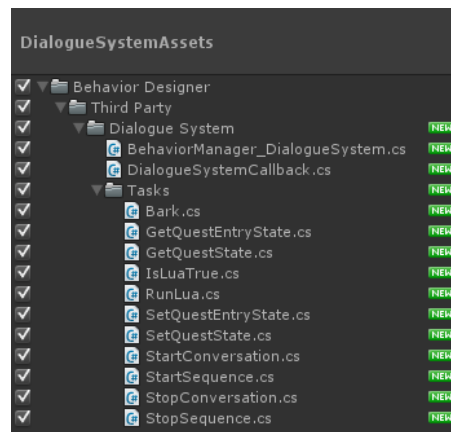 DialogueSystemAssets
Behavior Designer
Third Party
Dialogue System NEW
BehaviorManager_DialogueSystem.cs NEW
DialogueSystemCallback.cs NEW
Tasks NEW
Bark.cs NEW
GetQuestEntryState.cs NEW
GetQuestState.cs NEW
IsLuaTrue.cs NEW
RunLua.cs NEW
SetQuestEntryState.cs NEW
SetQuestState.cs NEW
StartConversation.cs NEW
StartSequence.cs NEW
StopConversation.cs NEW
StopSequence.cs NEW